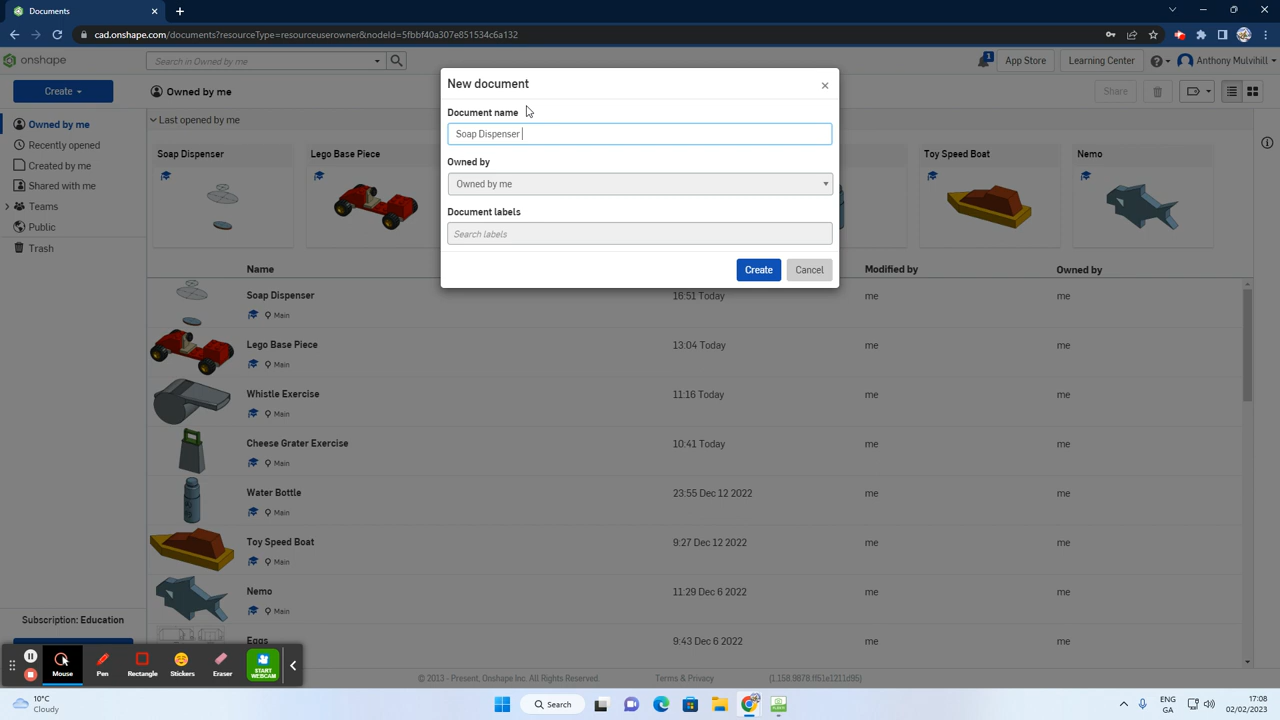 Documents
cad.onshape.com/documents?resourceType=resourceuserowner&nodeId=5fbbf40a307e851534c6a132
onshape
Search in Owned by me
1
App Store
Learning Center
Anthony Mulvihill
Create
Owned by me
Share
Owned by me
Recently opened
Created by me
Shared with me
Teams
Public
Trash
Last opened by me
Soap Dispenser
Lego Base Piece
Toy Speed Boat
Nemo
New document
Document name
Soap Dispenser
Owned by
Owned by me
Document labels
Search labels
Create
Cancel
Name
Modified by
Owned by
Soap Dispenser
Main
16:51 Today
me
me
Lego Base Piece
Main
13:04 Today
me
me
Whistle Exercise
Main
11:16 Today
me
me
Cheese Grater Exercise
Main
10:41 Today
me
me
Water Bottle
Main
23:55 Dec 12 2022
me
me
Toy Speed Boat
Main
9:27 Dec 12 2022
me
me
Nemo
Main
11:29 Dec 6 2022
me
me
Eggs
9:43 Dec 6 2022
me
me
Subscription: Education
Mouse
Pen
Rectangle
Stickers
Eraser
START
WEBCAM
© 2013 - Present, Onshape Inc. All Rights Reserved.
Terms & Privacy
10°C
Cloudy
Search
ENG
GA
17:08
02/02/2023